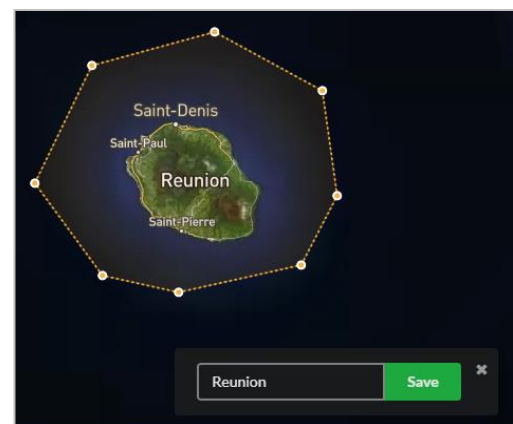 Saint-Denis
Saint-Paul
Reunion
Saint-Pierre
Reunion
Save